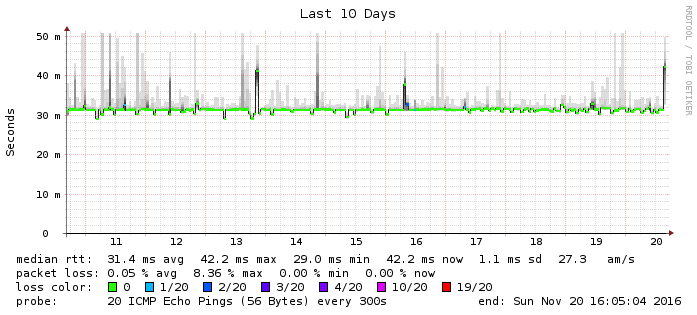 Last 10 Days
RRDTOOL / TOBI OETIKER
Seconds
50 m
40 m
30 m
20 m
10 m
0
11 12 13 14 15 16 17 18 19 20
median rtt: 31.4 ms avg 42.2 ms max 29.0 ms min 42.2 ms now 1.1 ms sd 27.3 am/s
packet loss: 0.05 % avg 8.36 % max 0.00 % min 0.00 % now
loss color: 0 1/20 2/20 3/20 4/20 10/20 19/20
probe: 20 ICMP Echo Pings (56 Bytes) every 300s end: Sun Nov 20 16:05:04 2016